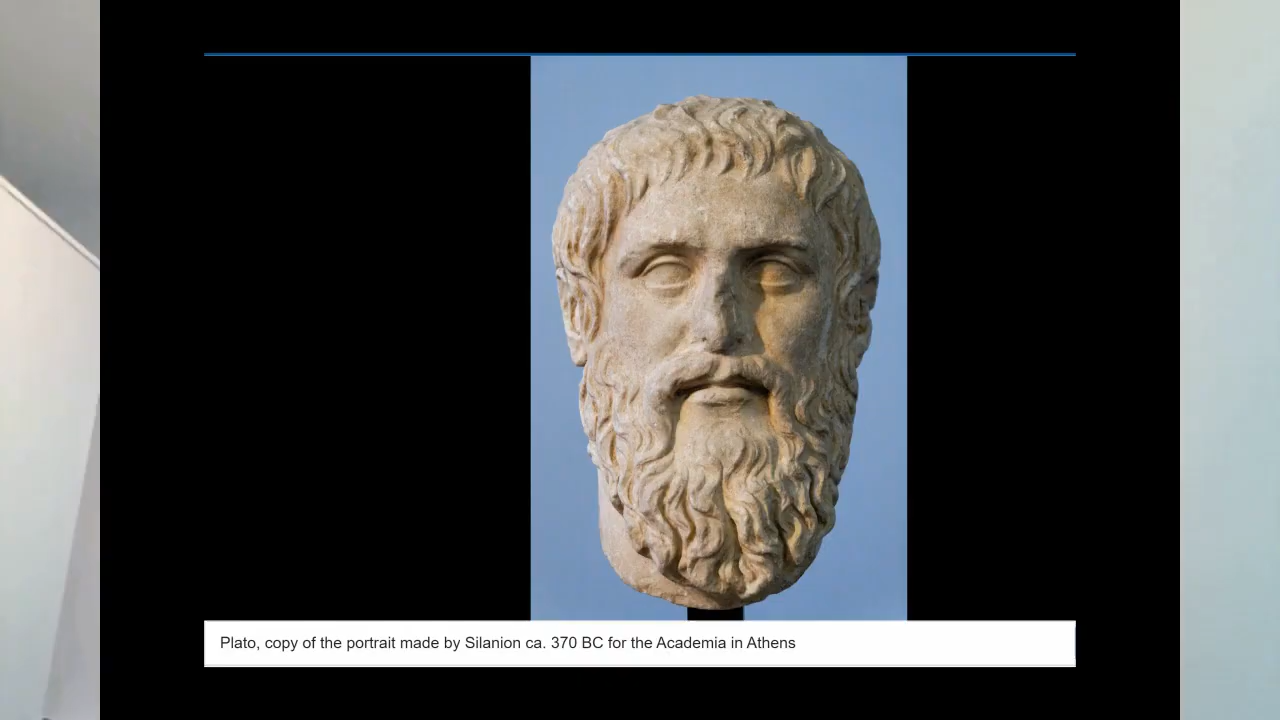 Plato, copy of the portrait made by Silanion ca. 370 BC for the Academia in Athens